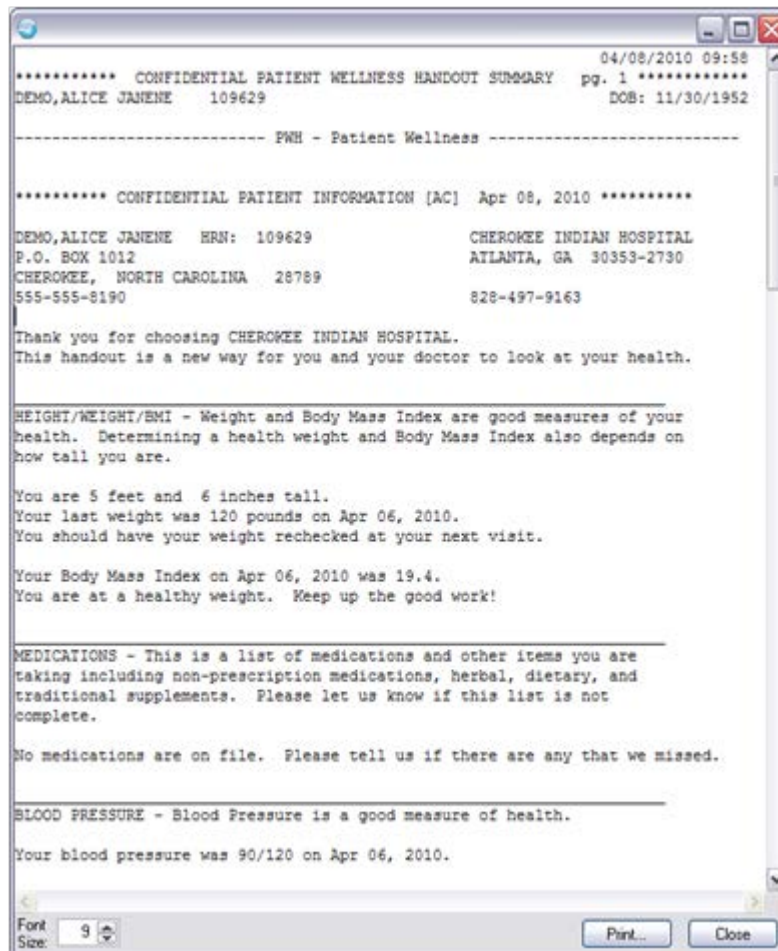 04/08/2010 09:58
*********** CONFIDENTIAL PATIENT WELLNESS HANDOUT SUMMARY pg. 1 ************
DEMO,ALICE JANENE 109629 DOB: 11/30/1952
--------------------------- PWH - Patient Wellness ---------------------------
********** CONFIDENTIAL PATIENT INFORMATION [AC] Apr 08, 2010 **********
DEMO,ALICE JANENE HRN: 109629 CHEROKEE INDIAN HOSPITAL
P.O. BOX 1012 ATLANTA, GA 30353-2730
CHEROKEE, NORTH CAROLINA 28789
555-555-8190 828-497-9163
Thank you for choosing CHEROKEE INDIAN HOSPITAL.
This handout is a new way for you and your doctor to look at your health.
HEIGHT/WEIGHT/BMI - Weight and Body Mass Index are good measures of your
health. Determining a health weight and Body Mass Index also depends on
how tall you are.
You are 5 feet and 6 inches tall.
Your last weight was 120 pounds on Apr 06, 2010.
You should have your weight rechecked at your next visit.
Your Body Mass Index on Apr 06, 2010 was 19.4.
You are at a healthy weight. Keep up the good work!
MEDICATIONS - This is a list of medications and other items you are
taking including non-prescription medications, herbal, dietary, and
traditional supplements. Please let us know if this list is not
complete.
No medications are on file. Please tell us if there are any that we missed.
BLOOD PRESSURE - Blood Pressure is a good measure of health.
Your blood pressure was 90/120 on Apr 06, 2010.
Font
Size: 9 Print... Close